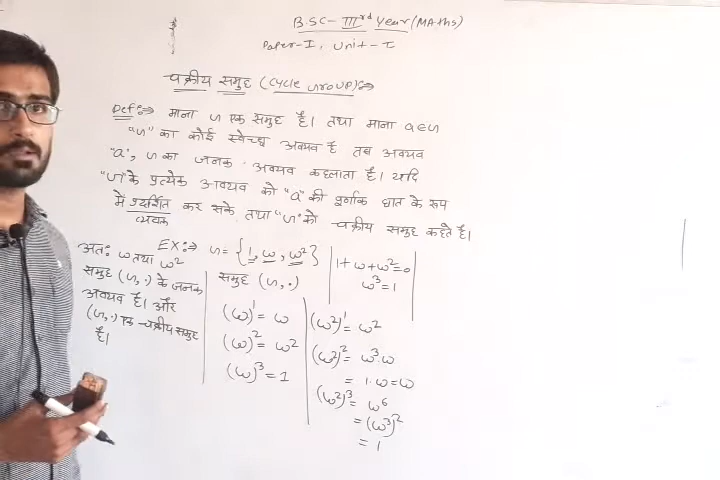 B.SC- IIIrd Year (MAths)
Paper-I, Unit-I
चक्रीय समुह (Cycle Group) :⇒
Def :⇒ माना G एक समुह है। तथा माना a∈G
"G" का कोई स्वेच्छ अवयव है तब अवयव
"a", G का जनक अवयव कहलाता है। यदि
"G" के प्रत्येक अवयव को "a" की पूर्णांक घात के रूप
में प्रदर्शित कर सके तथा "G" को चक्रीय समुह कहते है।
व्यक्त
EX :⇒ G = {1, ω, ω²}
समुह (G, .)
1+ω+ω²=0
ω³=1
(ω)¹ = ω
(ω)² = ω²
(ω)³ = 1
(ω²)¹ = ω²
(ω²)² = ω³.ω
= 1.ω=ω
(ω²)³ = ω⁶
= (ω³)²
= 1
अतः ω तथा ω²
समुह (G, .) के जनक
अवयव है। और
(G, .) एक चक्रीय समुह
है।